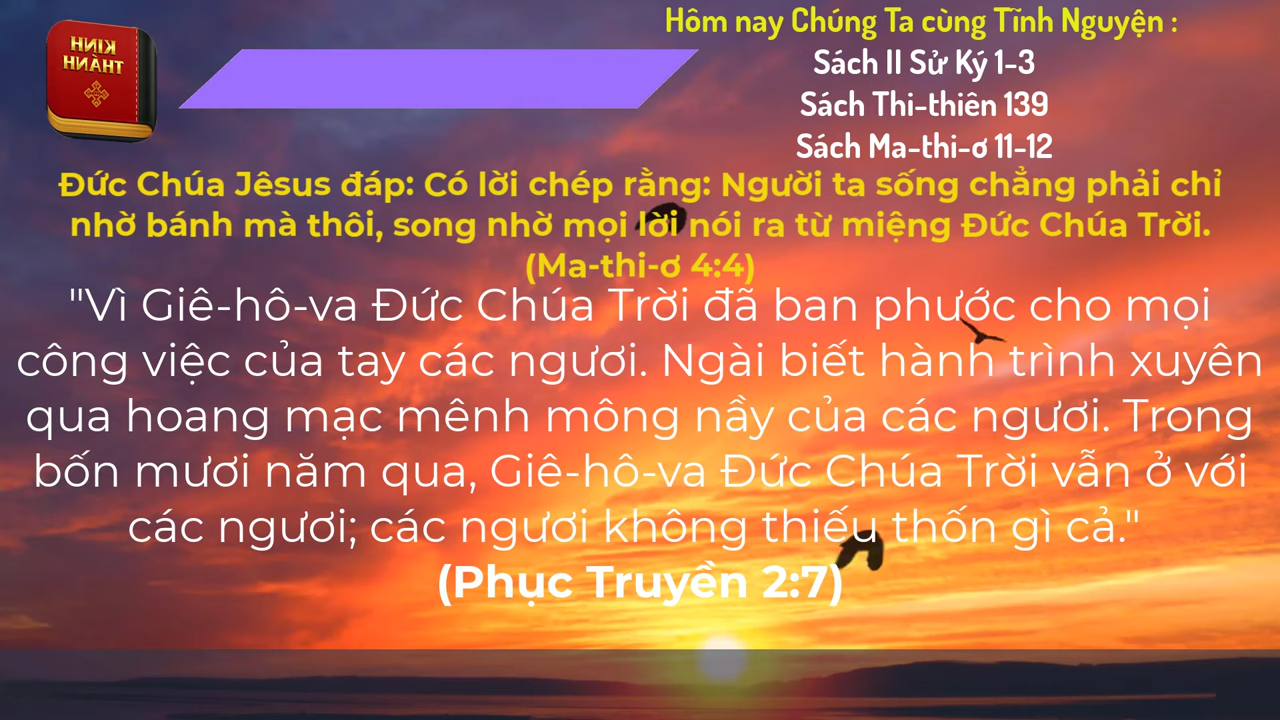 KINH
THÁNH
Hôm nay Chúng Ta cùng Tĩnh Nguyện :
Sách II Sử Ký 1-3
Sách Thi-thiên 139
Sách Ma-thi-ơ 11-12
Đức Chúa Jêsus đáp: Có lời chép rằng: Người ta sống chẳng phải chỉ
nhờ bánh mà thôi, song nhờ mọi lời nói ra từ miệng Đức Chúa Trời.
(Ma-thi-ơ 4:4)
"Vì Giê-hô-va Đức Chúa Trời đã ban phước cho mọi
công việc của tay các ngươi. Ngài biết hành trình xuyên
qua hoang mạc mênh mông nầy của các ngươi. Trong
bốn mươi năm qua, Giê-hô-va Đức Chúa Trời vẫn ở với
các ngươi; các ngươi không thiếu thốn gì cả."
(Phục Truyền 2:7)